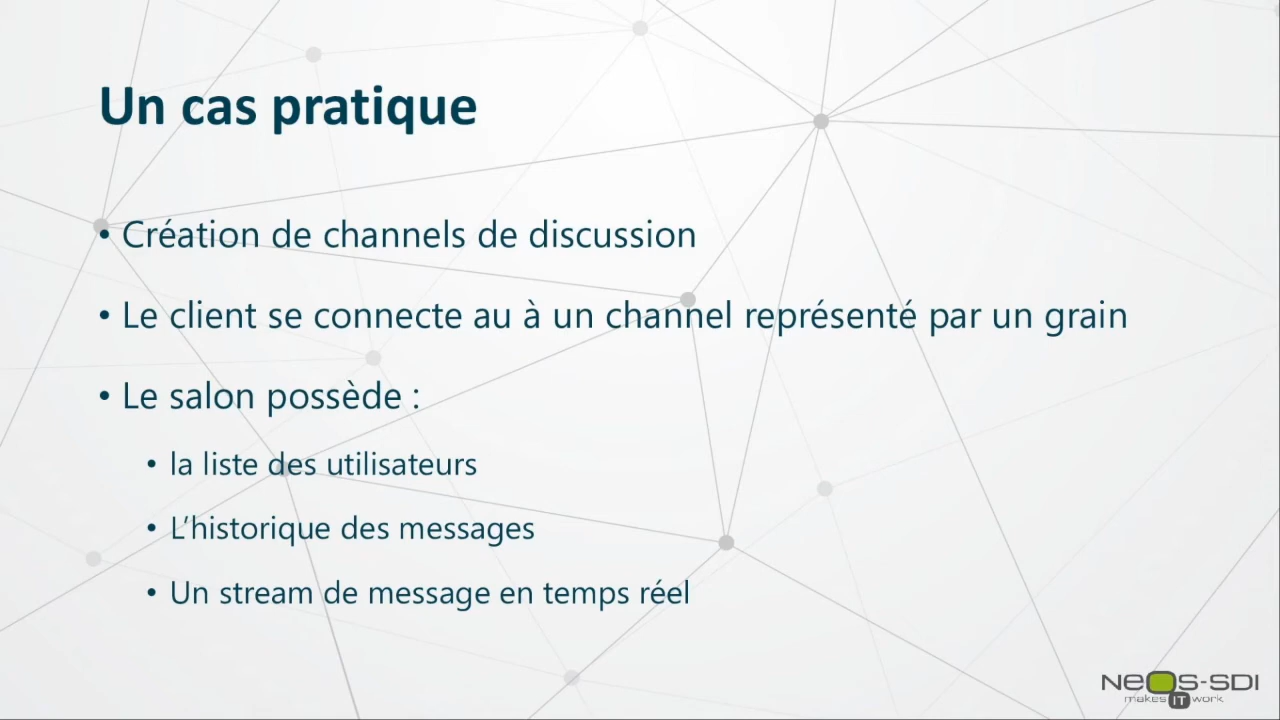 Un cas pratique
• Création de channels de discussion
• Le client se connecte au à un channel représenté par un grain
• Le salon possède :
• la liste des utilisateurs
• L’historique des messages
• Un stream de message en temps réel
NeOS-SDI
makes IT work